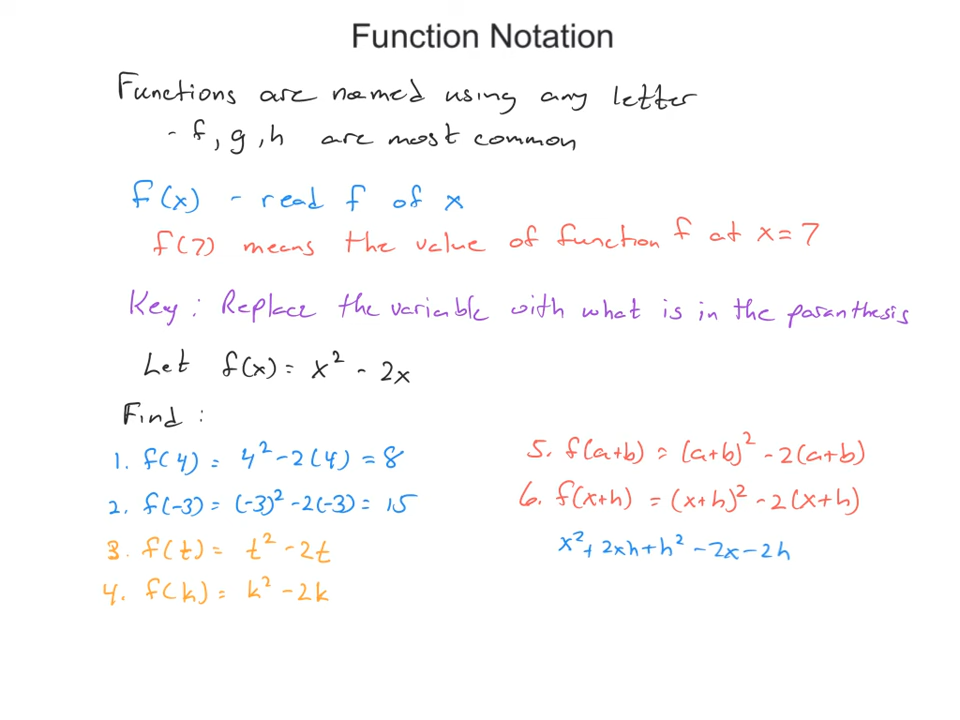 Function Notation
Functions are named using any letter
- f, g, h are most common
f(x) - read f of x
f(7) means the value of function f at x = 7
Key: Replace the variable with what is in the paranthesis
Let f(x) = x² - 2x
Find:
1. f(4) = 4² - 2(4) = 8
2. f(-3) = (-3)² - 2(-3) = 15
3. f(t) = t² - 2t
4. f(k) = k² - 2k
5. f(a+b) = (a+b)² - 2(a+b)
6. f(x+h) = (x+h)² - 2(x+h)
x² + 2xh + h² - 2x - 2h